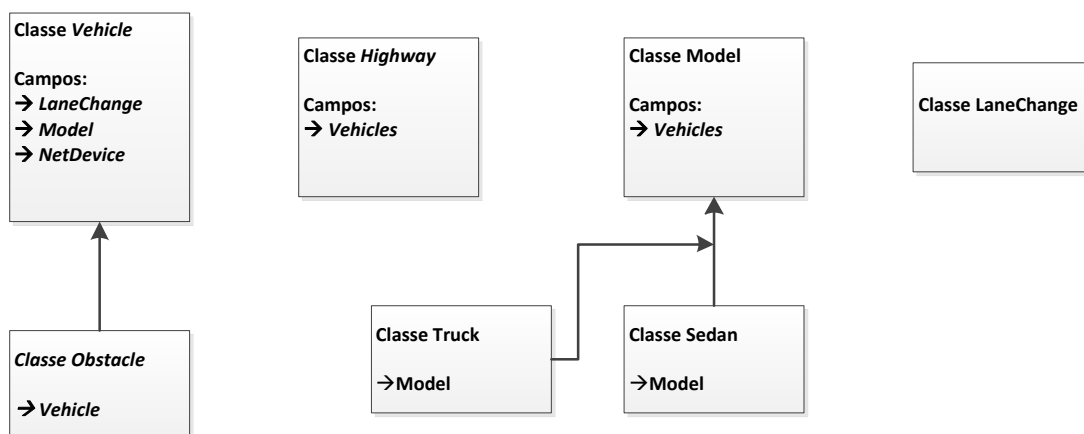 Classe Vehicle
Campos:
→ LaneChange
→ Model
→ NetDevice
Classe Highway
Campos:
→ Vehicles
Classe Model
Campos:
→ Vehicles
Classe LaneChange
Classe Obstacle
→ Vehicle
Classe Truck
→Model
Classe Sedan
→Model